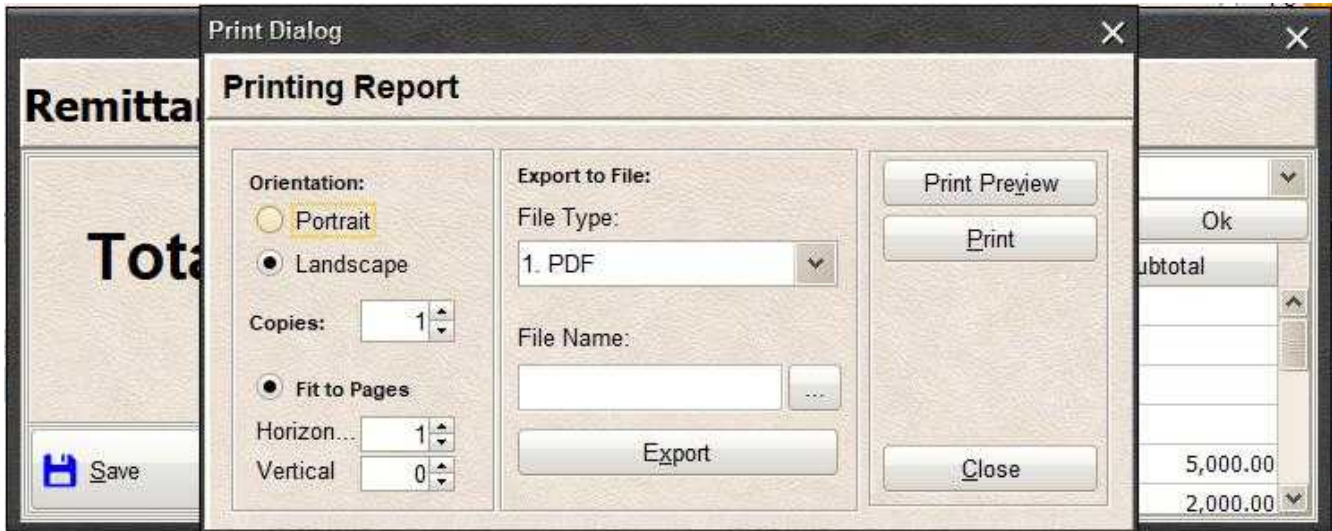 Print Dialog
Printing Report
Remitta
Orientation:
Portrait
Landscape
Copies: 1
Fit to Pages
Horizon... 1
Vertical 0
Export to File:
File Type:
1. PDF
File Name:
...
Export
Print Preview
Print
Close
Tota
Save
Ok
ubtotal
5,000.00
2,000.00